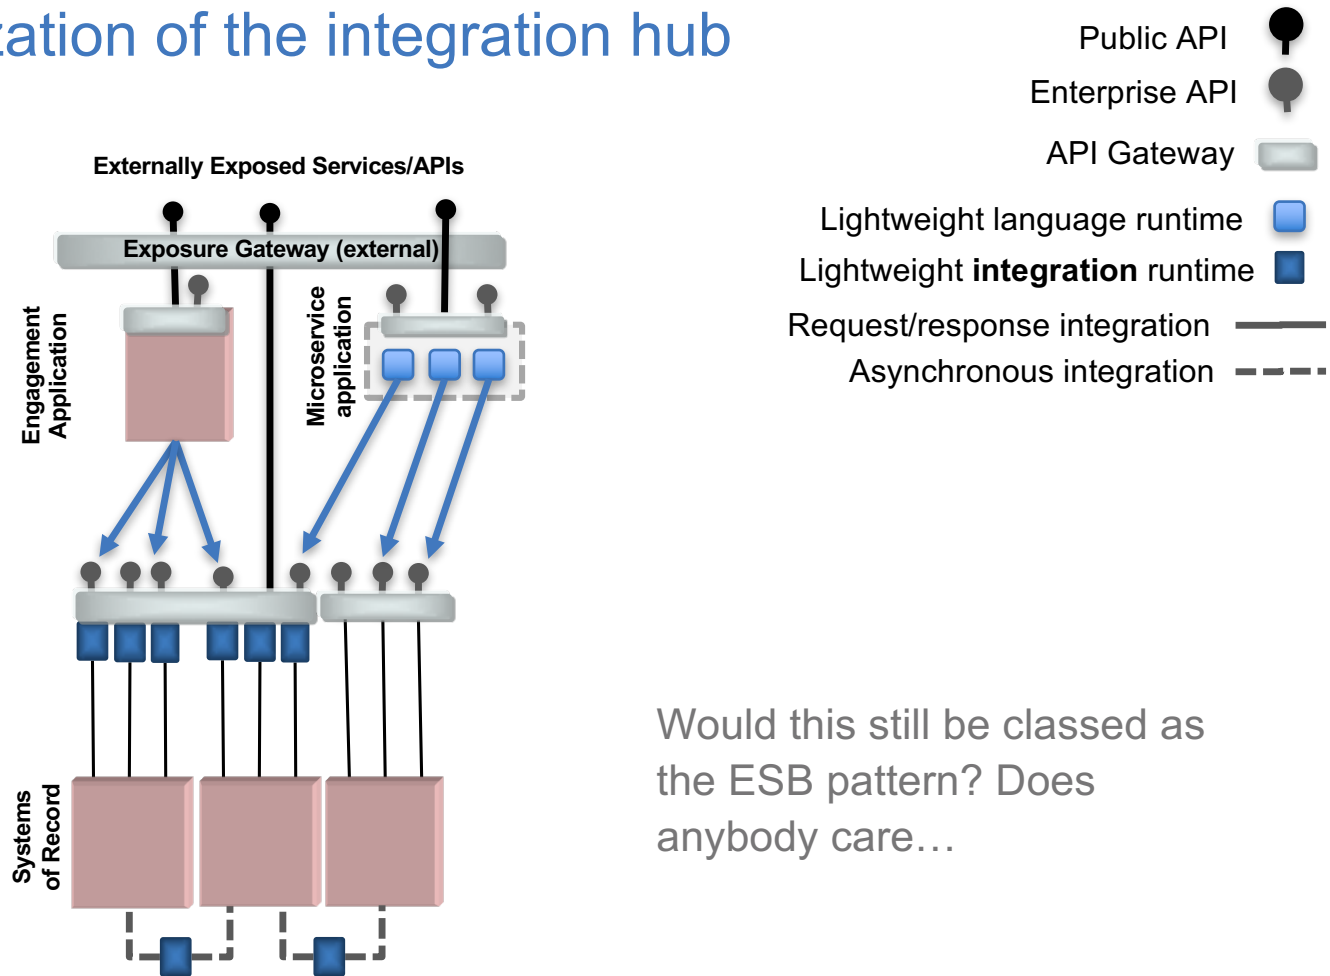 zation of the integration hub
Public API
Enterprise API
API Gateway
Lightweight language runtime
Lightweight integration runtime
Request/response integration
Asynchronous integration
Externally Exposed Services/APIs
Exposure Gateway (external)
Engagement
Application
Microservice
application
Systems
of Record
Would this still be classed as
the ESB pattern? Does
anybody care…